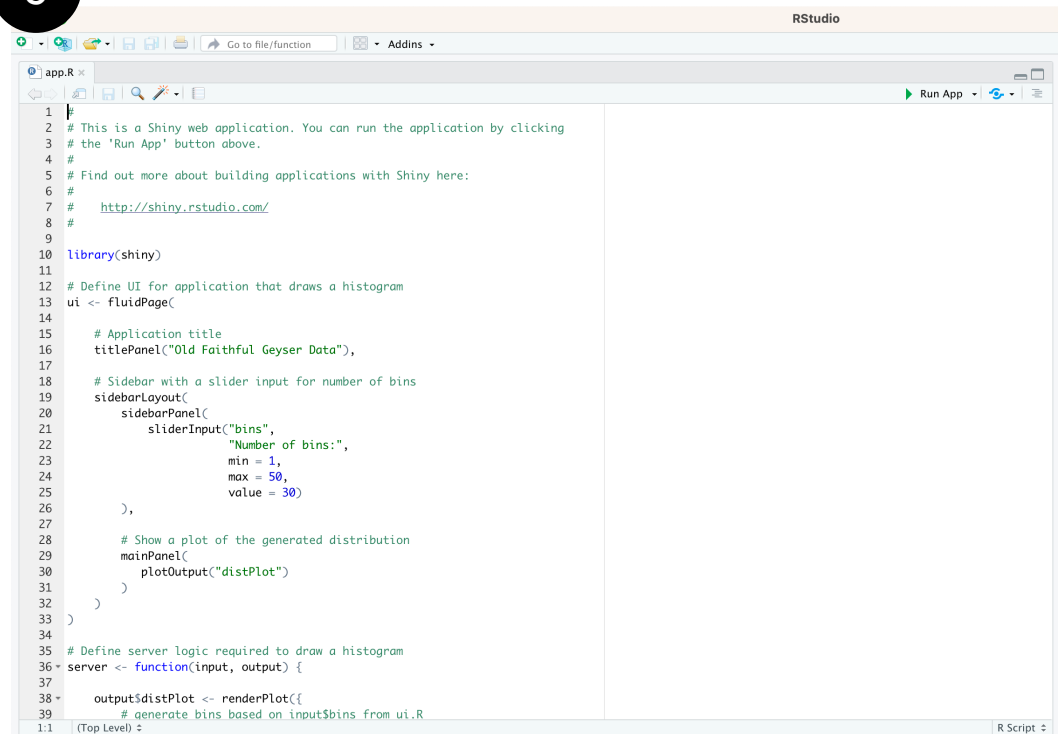 RStudio
Go to file/function Addins
app.R
Run App
1 #
2 # This is a Shiny web application. You can run the application by clicking
3 # the 'Run App' button above.
4 #
5 # Find out more about building applications with Shiny here:
6 #
7 #    http://shiny.rstudio.com/
8 #
9
10 library(shiny)
11
12 # Define UI for application that draws a histogram
13 ui <- fluidPage(
14
15     # Application title
16     titlePanel("Old Faithful Geyser Data"),
17
18     # Sidebar with a slider input for number of bins
19     sidebarLayout(
20         sidebarPanel(
21             sliderInput("bins",
22                         "Number of bins:",
23                         min = 1,
24                         max = 50,
25                         value = 30)
26         ),
27
28         # Show a plot of the generated distribution
29         mainPanel(
30            plotOutput("distPlot")
31         )
32     )
33 )
34
35 # Define server logic required to draw a histogram
36 server <- function(input, output) {
37
38     output$distPlot <- renderPlot({
39         # generate bins based on input$bins from ui.R
1:1 (Top Level) R Script